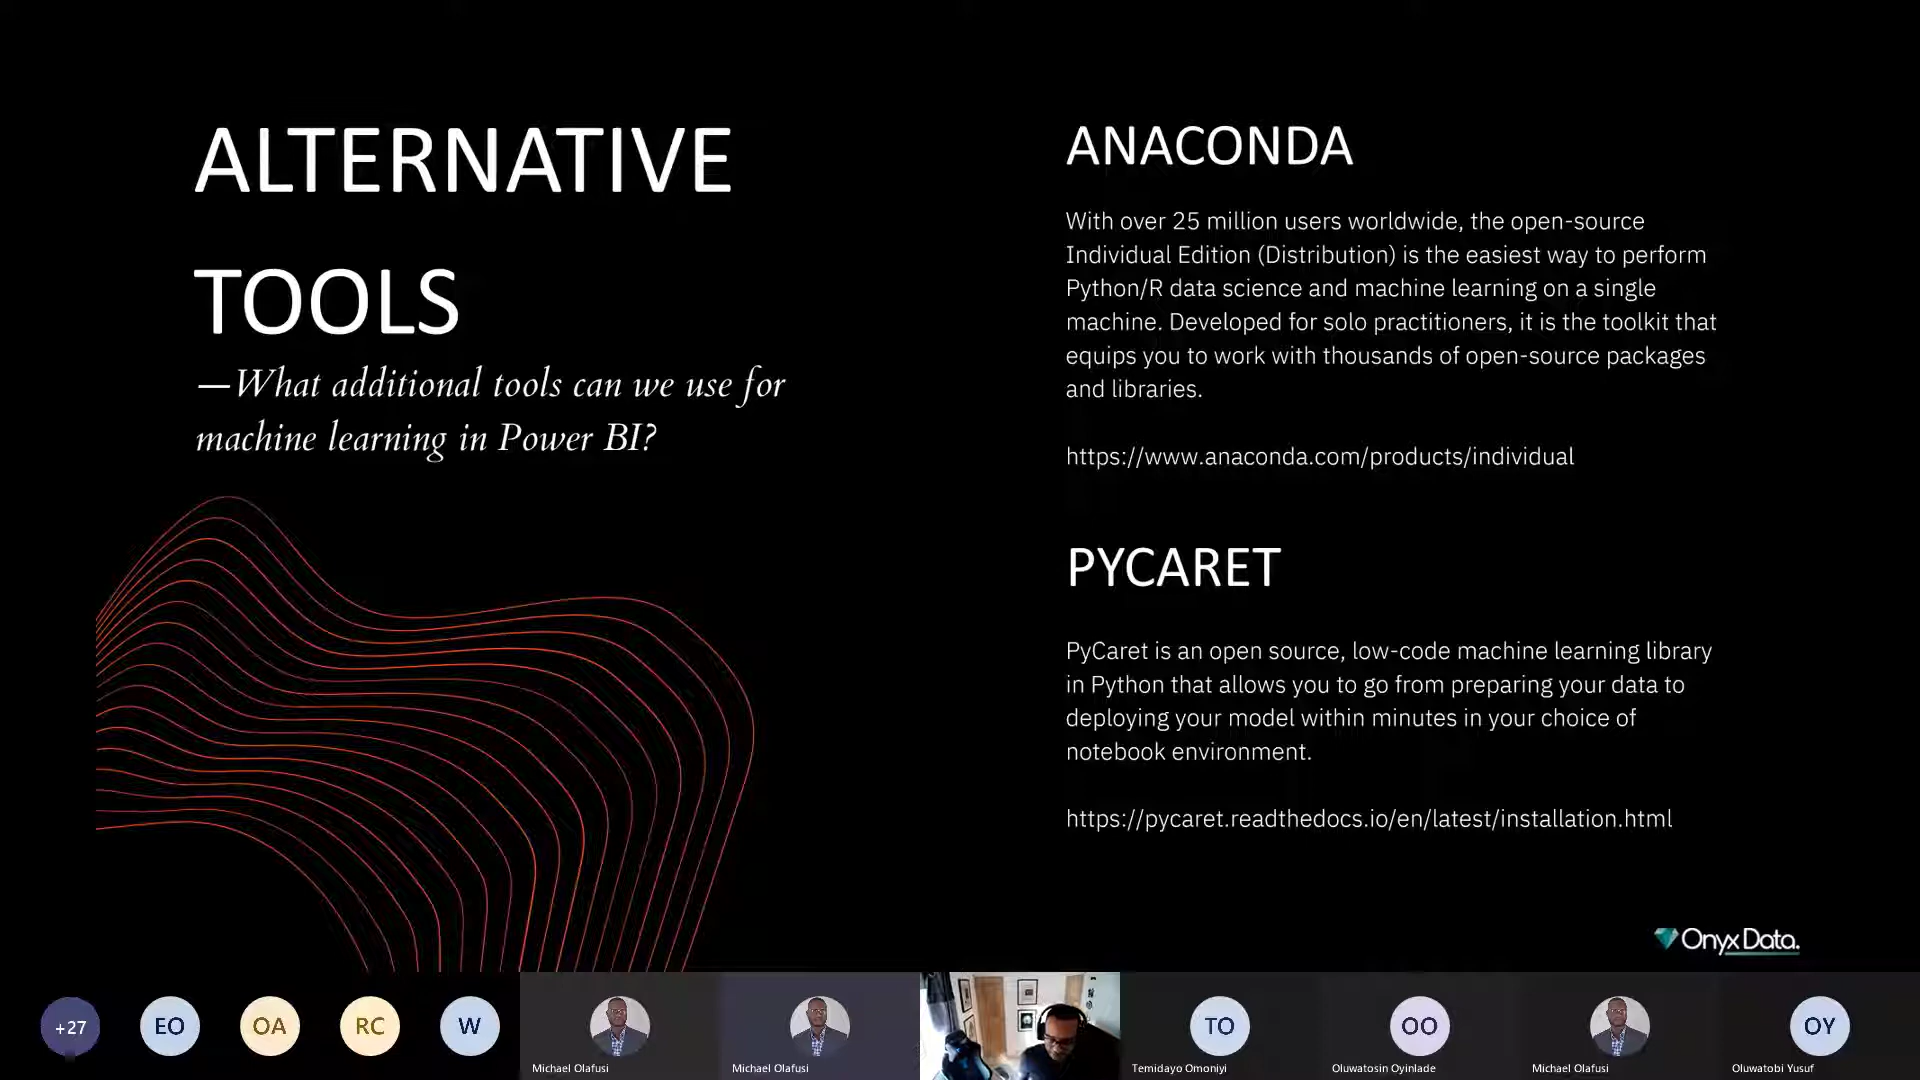 ALTERNATIVE
TOOLS
—What additional tools can we use for
machine learning in Power BI?
ANACONDA
With over 25 million users worldwide, the open-source
Individual Edition (Distribution) is the easiest way to perform
Python/R data science and machine learning on a single
machine. Developed for solo practitioners, it is the toolkit that
equips you to work with thousands of open-source packages
and libraries.
https://www.anaconda.com/products/individual
PYCARET
PyCaret is an open source, low-code machine learning library
in Python that allows you to go from preparing your data to
deploying your model within minutes in your choice of
notebook environment.
https://pycaret.readthedocs.io/en/latest/installation.html
OnyxData.
+27
EO
OA
RC
W
Michael Olafusi
Michael Olafusi
TO
Temidayo Omoniyi
OO
Oluwatosin Oyinlade
Michael Olafusi
OY
Oluwatobi Yusuf